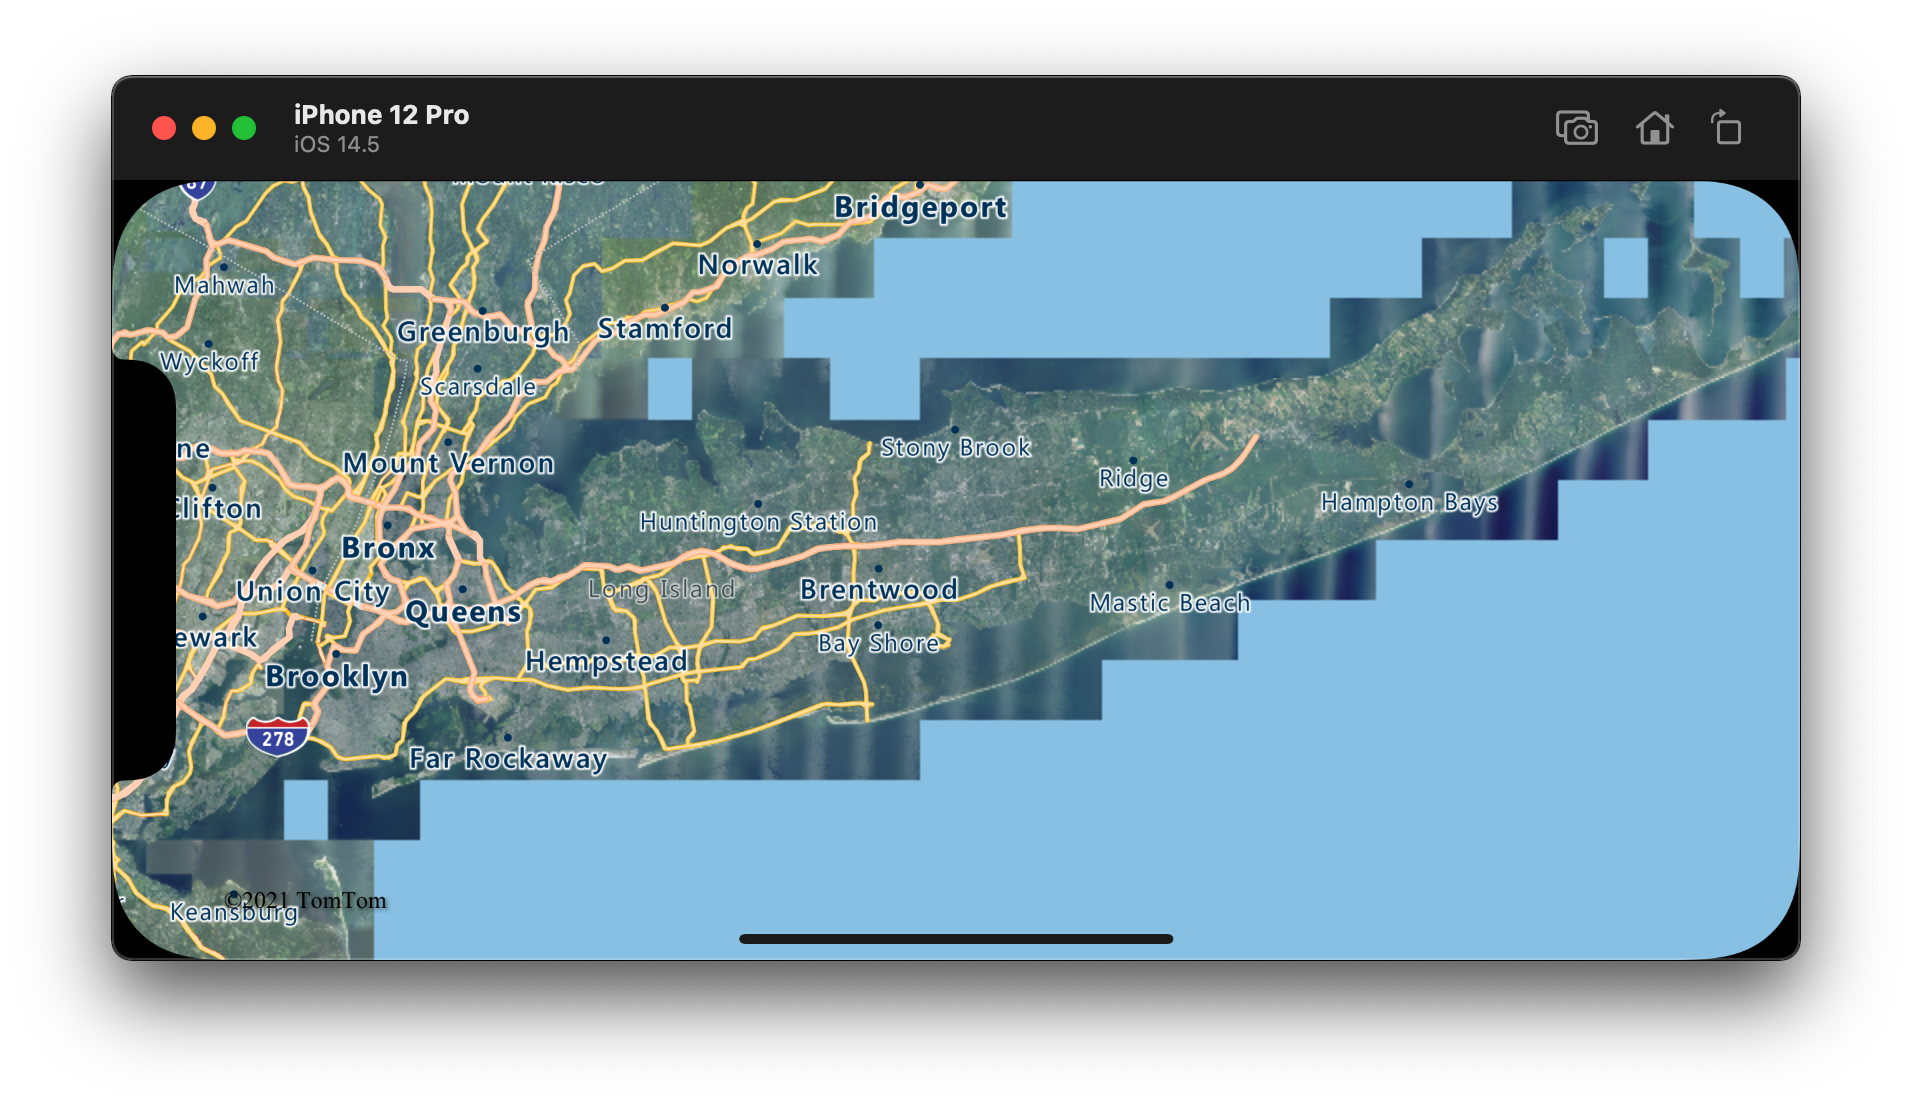 iPhone 12 Pro
iOS 14.5
87
Bridgeport
Norwalk
Mahwah
Greenburgh
Stamford
Wyckoff
Scarsdale
ne
Stony Brook
Mount Vernon
Ridge
Hampton Bays
Clifton
Huntington Station
Bronx
Union City
Long Island
Brentwood
Queens
Mastic Beach
ewark
Bay Shore
Hempstead
Brooklyn
278
Far Rockaway
©2021 TomTom
Keansburg